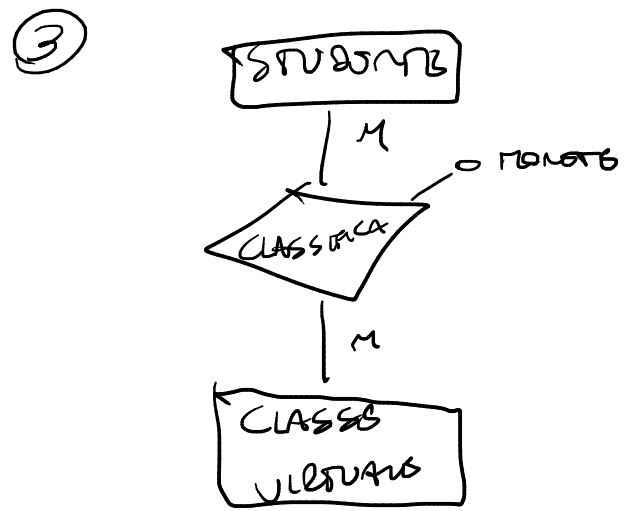 3
STUDENTE
M
MONETE
CLASSIFICA
M
CLASSE
VIRTUALE